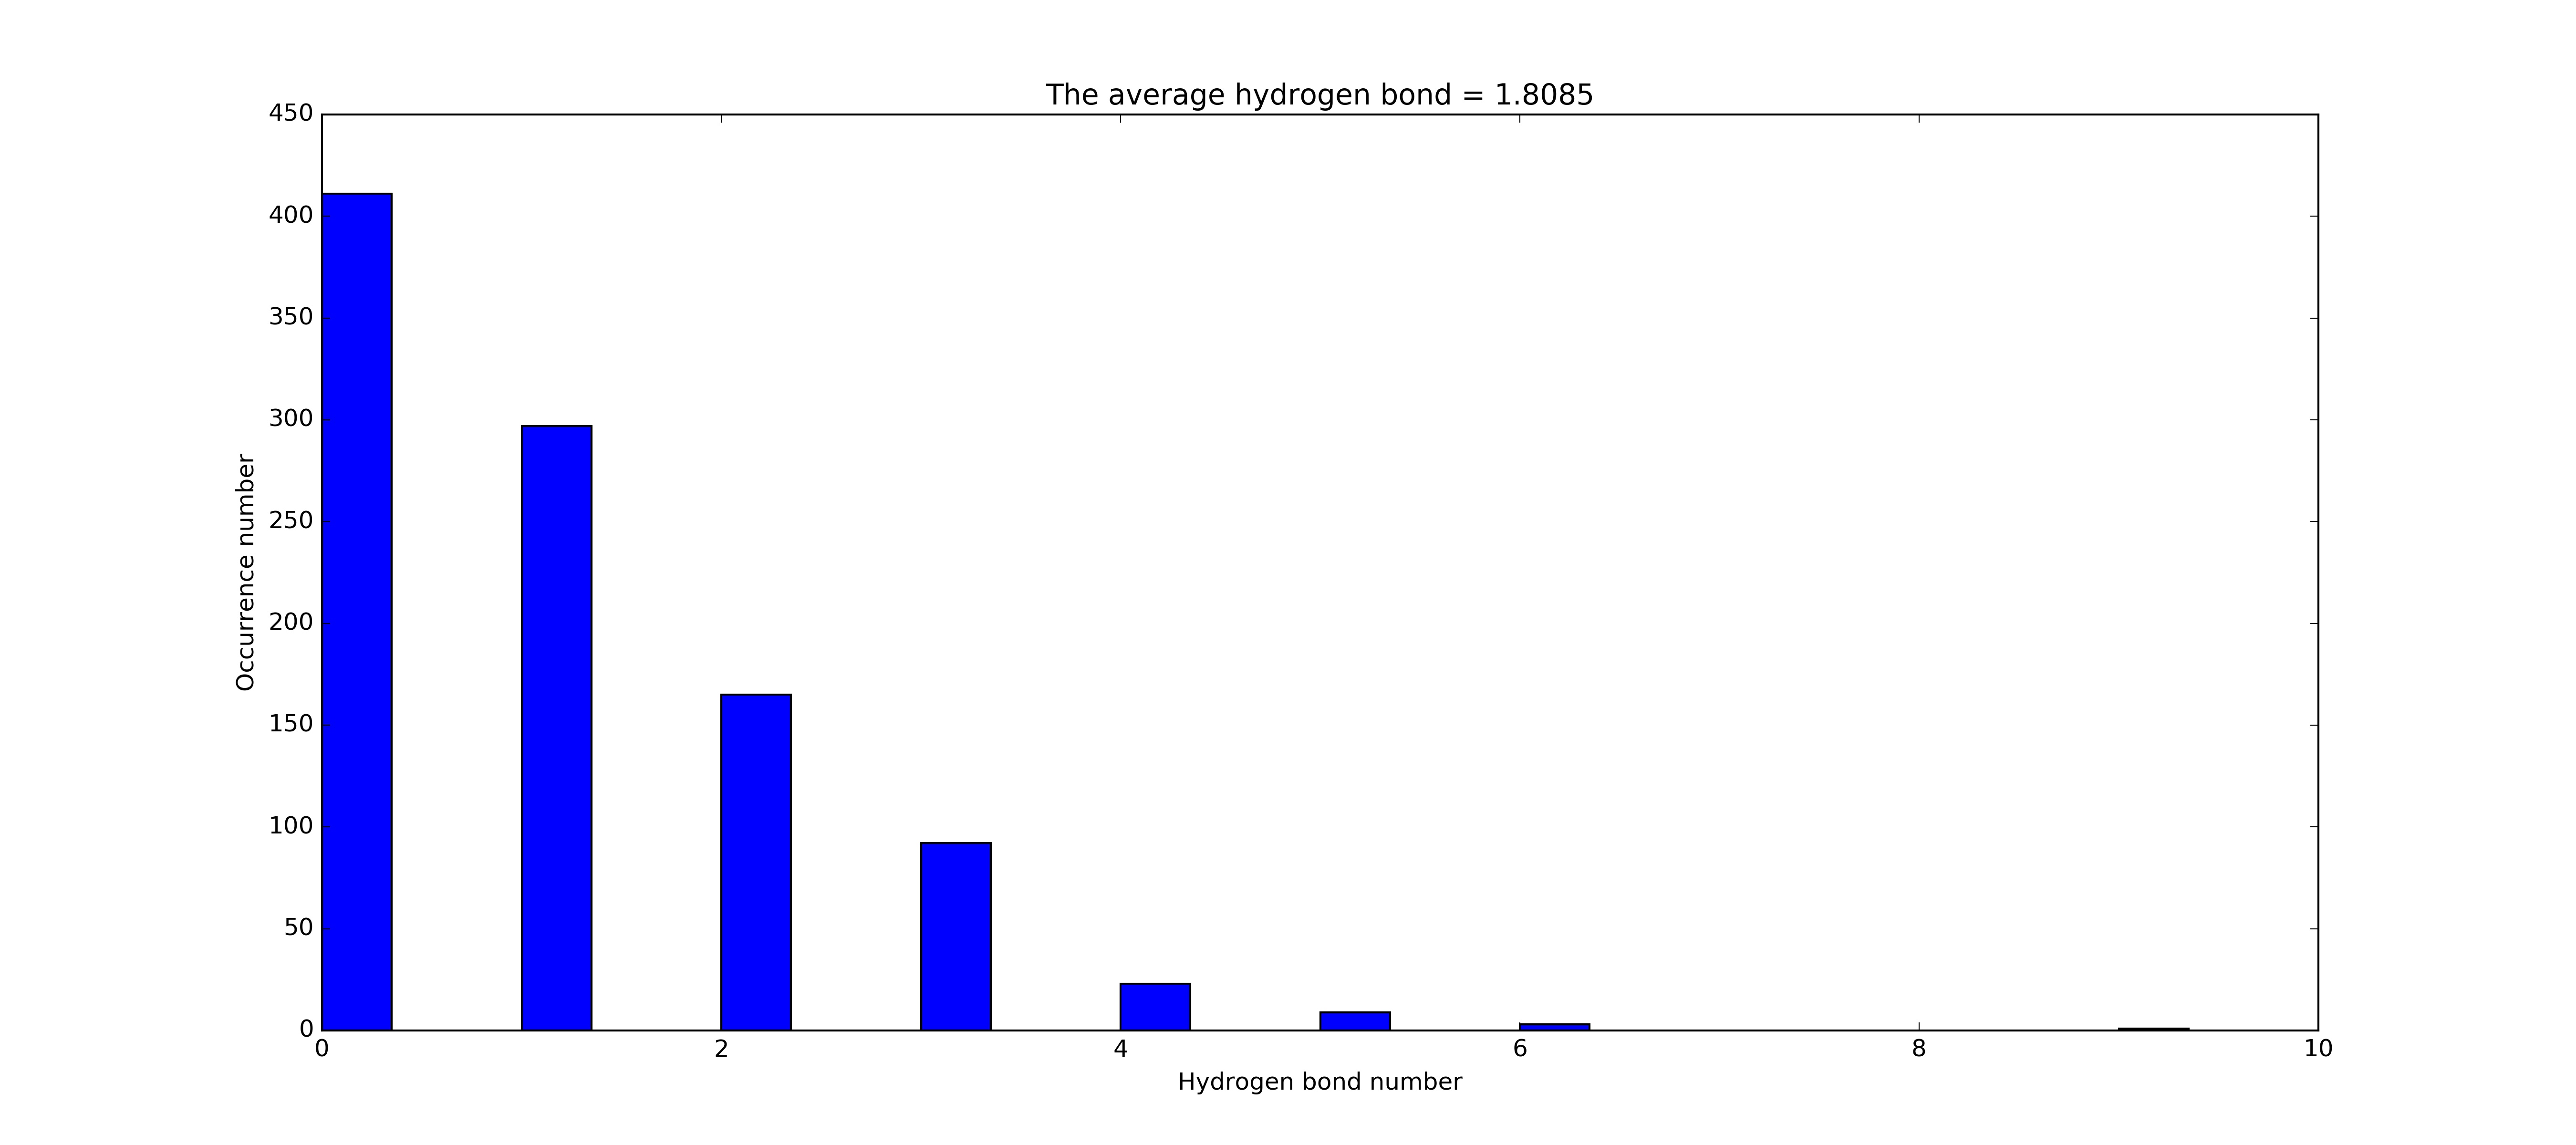 The average hydrogen bond = 1.8085
450
400
350
300
250
200
150
100
50
0
Occurrence number
0 2 4 6 8 10
Hydrogen bond number